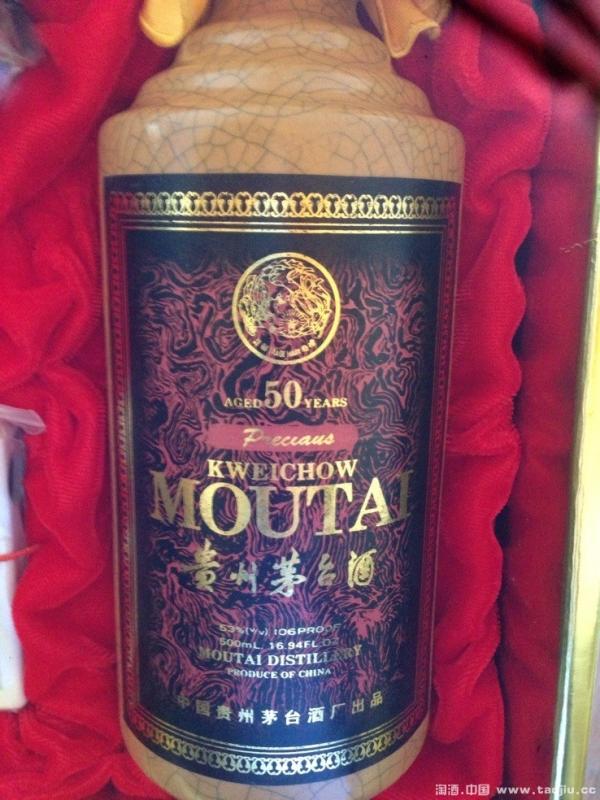 AGED 50 YEARS
Precıaus
KWEICHOW
MOUTAI
贵州茅台酒
53%(V/V) 106PROOF
500mL. 16.94FL.OZ
MOUTAI DISTILLERY
PRODUCE OF CHINA
中国贵州茅台酒厂出品
淘酒.中国 www.taojiu.cc